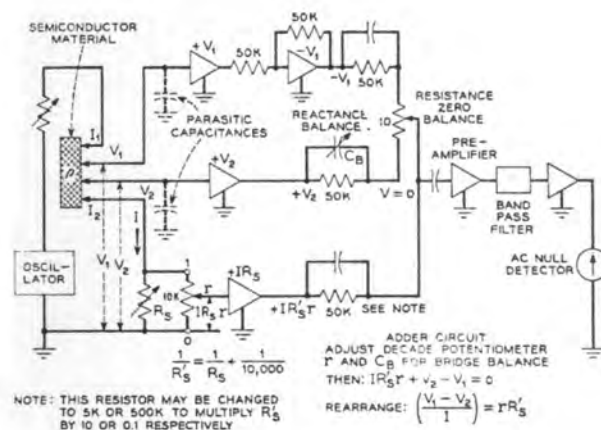 SEMICONDUCTOR
MATERIAL
50K
+V1
50K
-V1
-V1
50K
RESISTANCE
ZERO
BALANCE
10
PARASITIC
CAPACITANCES
REACTANCE
BALANCE
CB
PRE-
AMPLIFIER
I1
V1
ρ
V2
I2
+V2
+V2
50K
V=0
BAND
PASS
FILTER
AC NULL
DETECTOR
I
V1
V2
OSCIL-
LATOR
RS
1
10K
r
IRS r
0
+IRS
+IR'S r
50K
SEE NOTE
1/R'S = 1/RS + 1/10,000
ADDER CIRCUIT
ADJUST DECADE POTENTIOMETER
r AND CB FOR BRIDGE BALANCE
THEN: IR'S r + V2 - V1 = 0
REARRANGE: (V1 - V2 / I) = rR'S
NOTE: THIS RESISTOR MAY BE CHANGED
TO 5K OR 500K TO MULTIPLY R'S
BY 10 OR 0.1 RESPECTIVELY